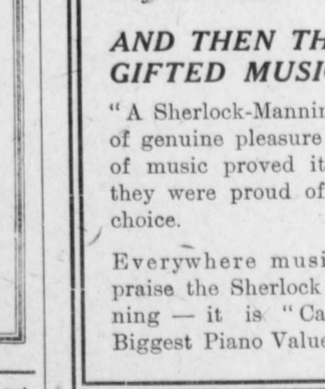 AND THEN TH
GIFTED MUSI
"A Sherlock-Mannin
of genuine pleasure
of music proved it
they were proud of
choice.
Everywhere musi
praise the Sherlock
ning — it is "Ca
Biggest Piano Value